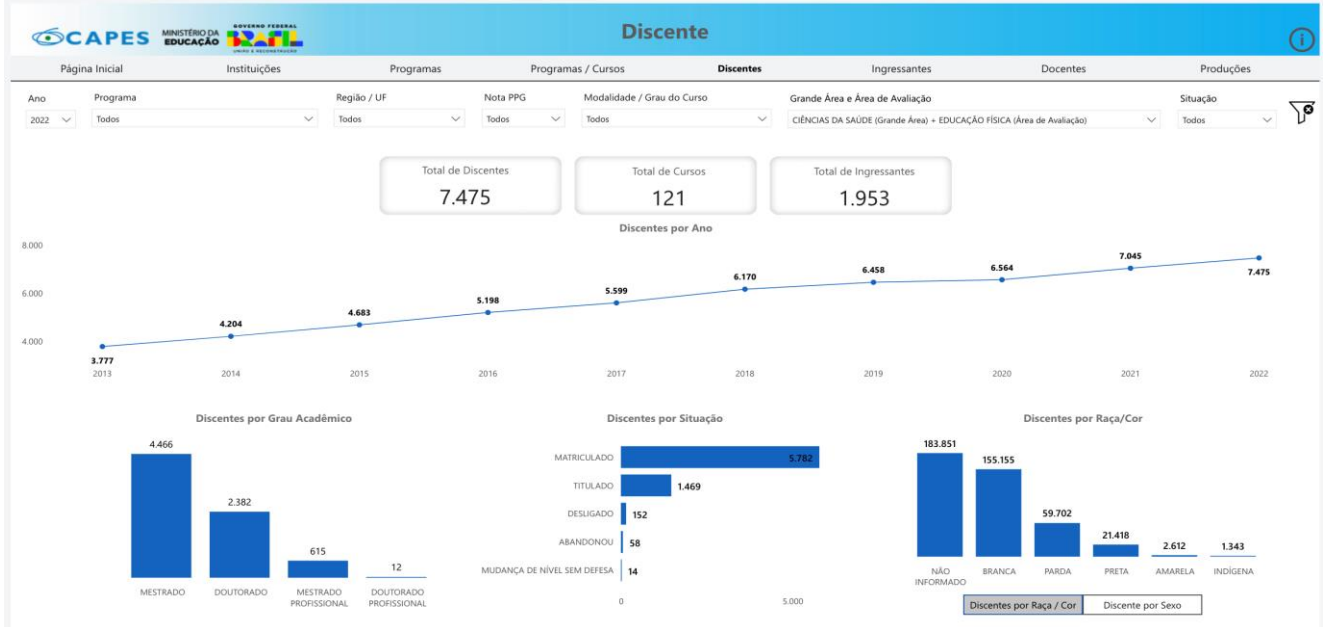 CAPES
MINISTÉRIO DA
EDUCAÇÃO
GOVERNO FEDERAL
BRASIL
UNIÃO E RECONSTRUÇÃO
Discente
i
Página Inicial Instituições Programas Programas / Cursos Discentes Ingressantes Docentes Produções
Ano Programa Região / UF Nota PPG Modalidade / Grau do Curso Grande Área e Área de Avaliação Situação
2022 Todos Todos Todos Todos CIÊNCIAS DA SAÚDE (Grande Área) + EDUCAÇÃO FÍSICA (Área de Avaliação) Todos
Total de Discentes Total de Cursos Total de Ingressantes
7.475 121 1.953
Discentes por Ano
8.000
6.000
4.000
3.777 4.204 4.683 5.198 5.599 6.170 6.458 6.564 7.045 7.475
2013 2014 2015 2016 2017 2018 2019 2020 2021 2022
Discentes por Grau Acadêmico
4.466 2.382 615 12
MESTRADO DOUTORADO MESTRADO PROFISSIONAL DOUTORADO PROFISSIONAL
Discentes por Situação
MATRICULADO 5.782
TITULADO 1.469
DESLIGADO 152
ABANDONOU 58
MUDANÇA DE NÍVEL SEM DEFESA 14
0 5.000
Discentes por Raça/Cor
183.851 155.155 59.702 21.418 2.612 1.343
NÃO INFORMADO BRANCA PARDA PRETA AMARELA INDÍGENA
Discentes por Raça / Cor Discente por Sexo